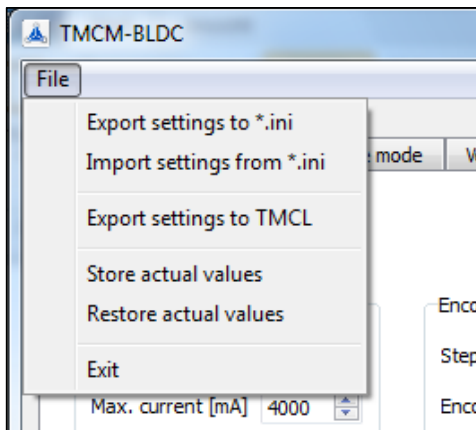 TMCM-BLDC
File
Export settings to *.ini
Import settings from *.ini
mode
Export settings to TMCL
Store actual values
Restore actual values
Exit
Max. current [mA] 4000